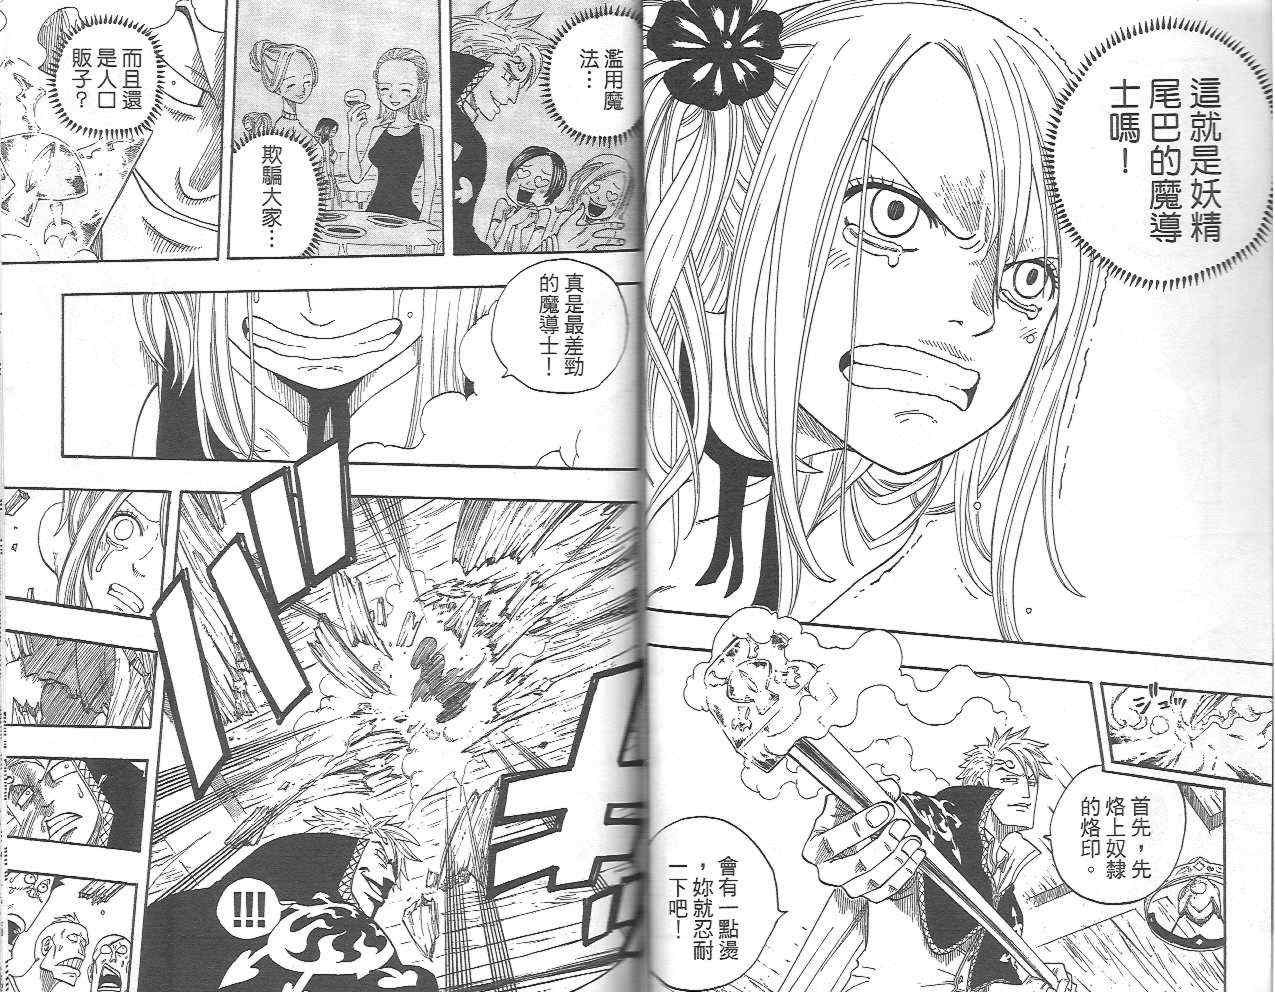 這就是妖精
尾巴的魔導
士嗎！
首先，先
烙上奴隸
的烙印。
會有一點燙
，妳就忍耐
一下吧！
濫用魔
法…
欺騙大家…
而且還
是人口
販子？
真是最差勁
的魔導士！
!!!